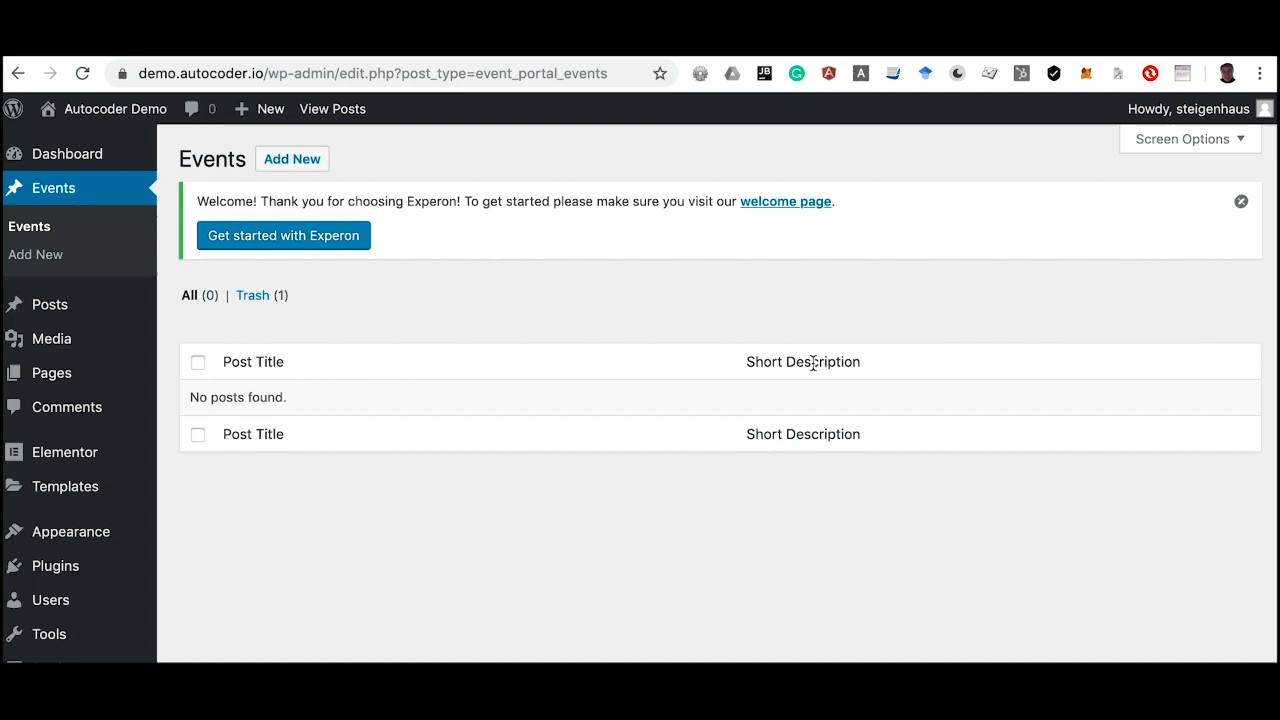 demo.autocoder.io/wp-admin/edit.php?post_type=event_portal_events
JB
A
Autocoder Demo 0 New View Posts Howdy, steigenhaus
Screen Options
Dashboard
Events
Events
Add New
Posts
Media
Pages
Comments
Elementor
Templates
Appearance
Plugins
Users
Tools
Events Add New
Welcome! Thank you for choosing Experon! To get started please make sure you visit our welcome page.
Get started with Experon
All (0) | Trash (1)
Post Title Short Description
No posts found.
Post Title Short Description